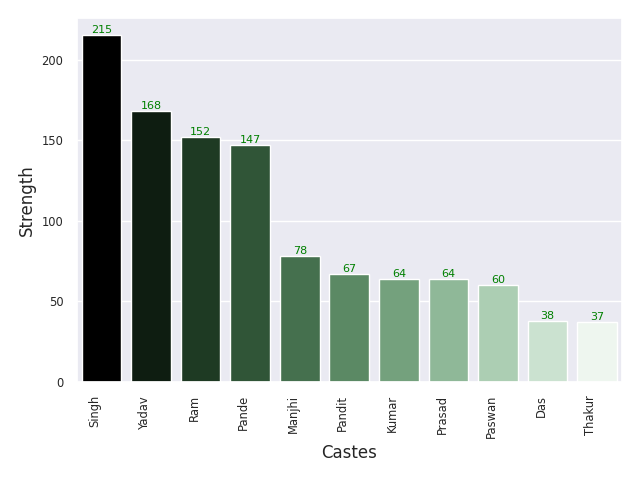 215
168
152
147
78
67
64
64
60
38
37
200
150
100
50
0
Strength
Singh
Yadav
Ram
Pande
Manjhi
Pandit
Kumar
Prasad
Paswan
Das
Thakur
Castes